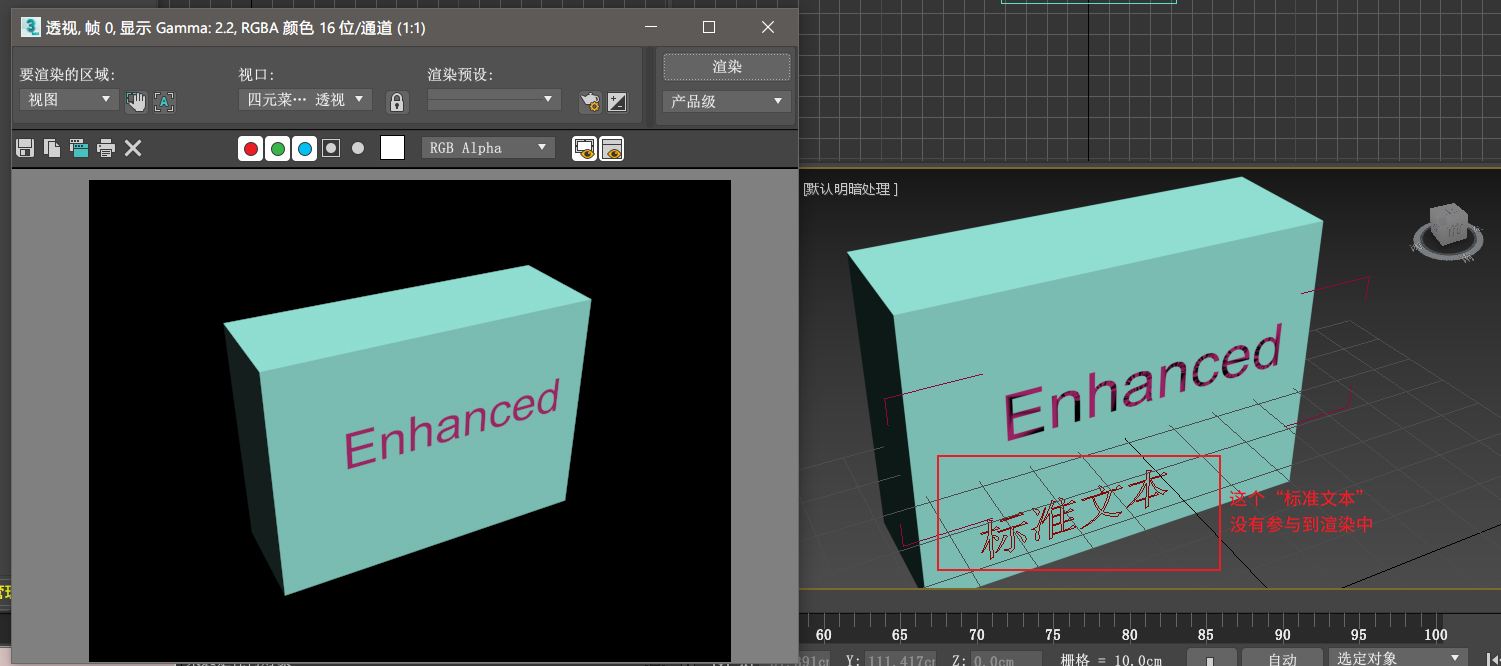 透视, 帧 0, 显示 Gamma: 2.2, RGBA 颜色 16 位/通道 (1:1)
要渲染的区域:
视口:
渲染预设:
渲染
视图
四元菜… 透视
产品级
RGB Alpha
[默认明暗处理 ]
Enhanced
Enhanced
标准文本
这个“标准文本”
没有参与到渲染中
60 65 70 75 80 85 90 95 100
Y: 111.417cm Z: 0.0cm 栅格 = 10.0cm 自动 选定对象